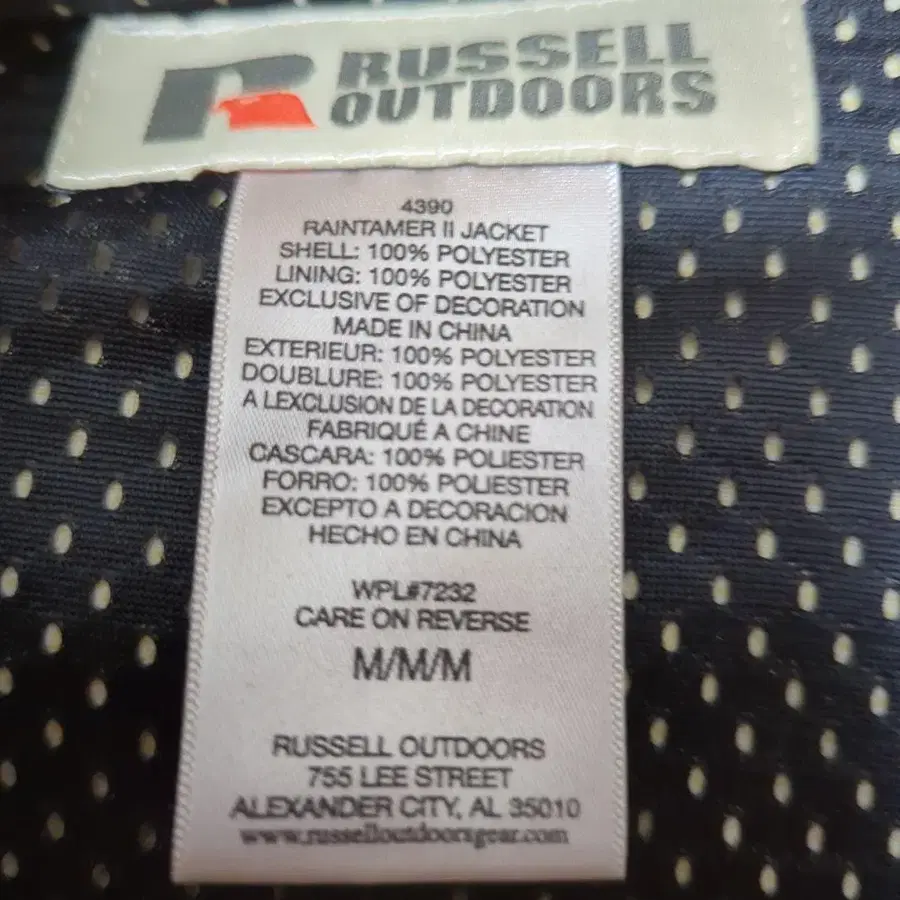 RUSSELL
OUTDOORS
4390
RAINTAMER II JACKET
SHELL: 100% POLYESTER
LINING: 100% POLYESTER
EXCLUSIVE OF DECORATION
MADE IN CHINA
EXTERIEUR: 100% POLYESTER
DOUBLURE: 100% POLYESTER
A LEXCLUSION DE LA DECORATION
FABRIQUÉ A CHINE
CASCARA: 100% POLIESTER
FORRO: 100% POLIESTER
EXCEPTO A DECORACION
HECHO EN CHINA
WPL#7232
CARE ON REVERSE
M/M/M
RUSSELL OUTDOORS
755 LEE STREET
ALEXANDER CITY, AL 35010
www.russelloutdoorsgear.com